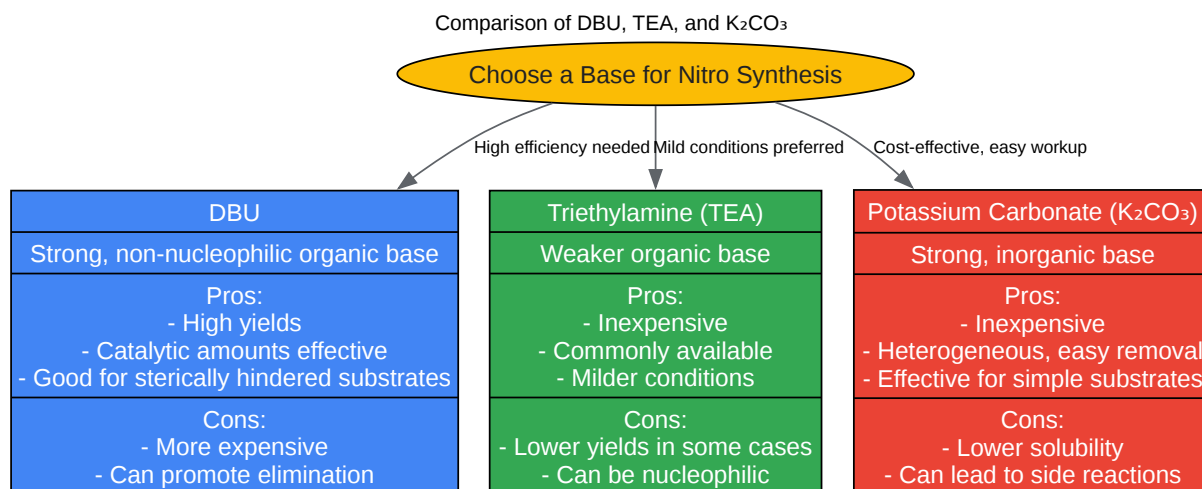 Comparison of DBU, TEA, and K₂CO₃
Choose a Base for Nitro Synthesis
High efficiency needed
Mild conditions preferred
Cost-effective, easy workup
DBU
Strong, non-nucleophilic organic base
Pros:
- High yields
- Catalytic amounts effective
- Good for sterically hindered substrates
Cons:
- More expensive
- Can promote elimination
Triethylamine (TEA)
Weaker organic base
Pros:
- Inexpensive
- Commonly available
- Milder conditions
Cons:
- Lower yields in some cases
- Can be nucleophilic
Potassium Carbonate (K₂CO₃)
Strong, inorganic base
Pros:
- Inexpensive
- Heterogeneous, easy removal
- Effective for simple substrates
Cons:
- Lower solubility
- Can lead to side reactions